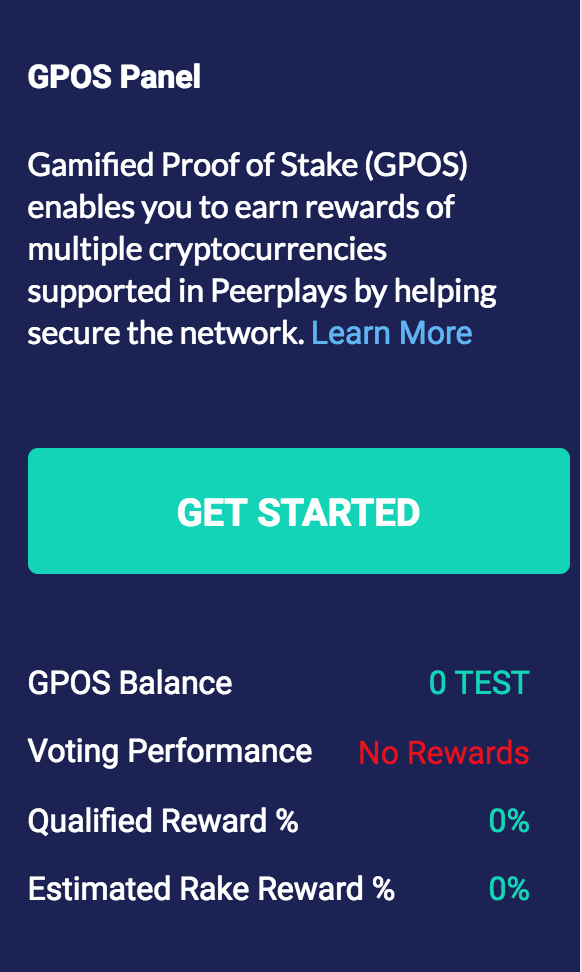 GPOS Panel
Gamified Proof of Stake (GPOS)
enables you to earn rewards of
multiple cryptocurrencies
supported in Peerplays by helping
secure the network. Learn More
GET STARTED
GPOS Balance 0 TEST
Voting Performance No Rewards
Qualified Reward % 0%
Estimated Rake Reward % 0%